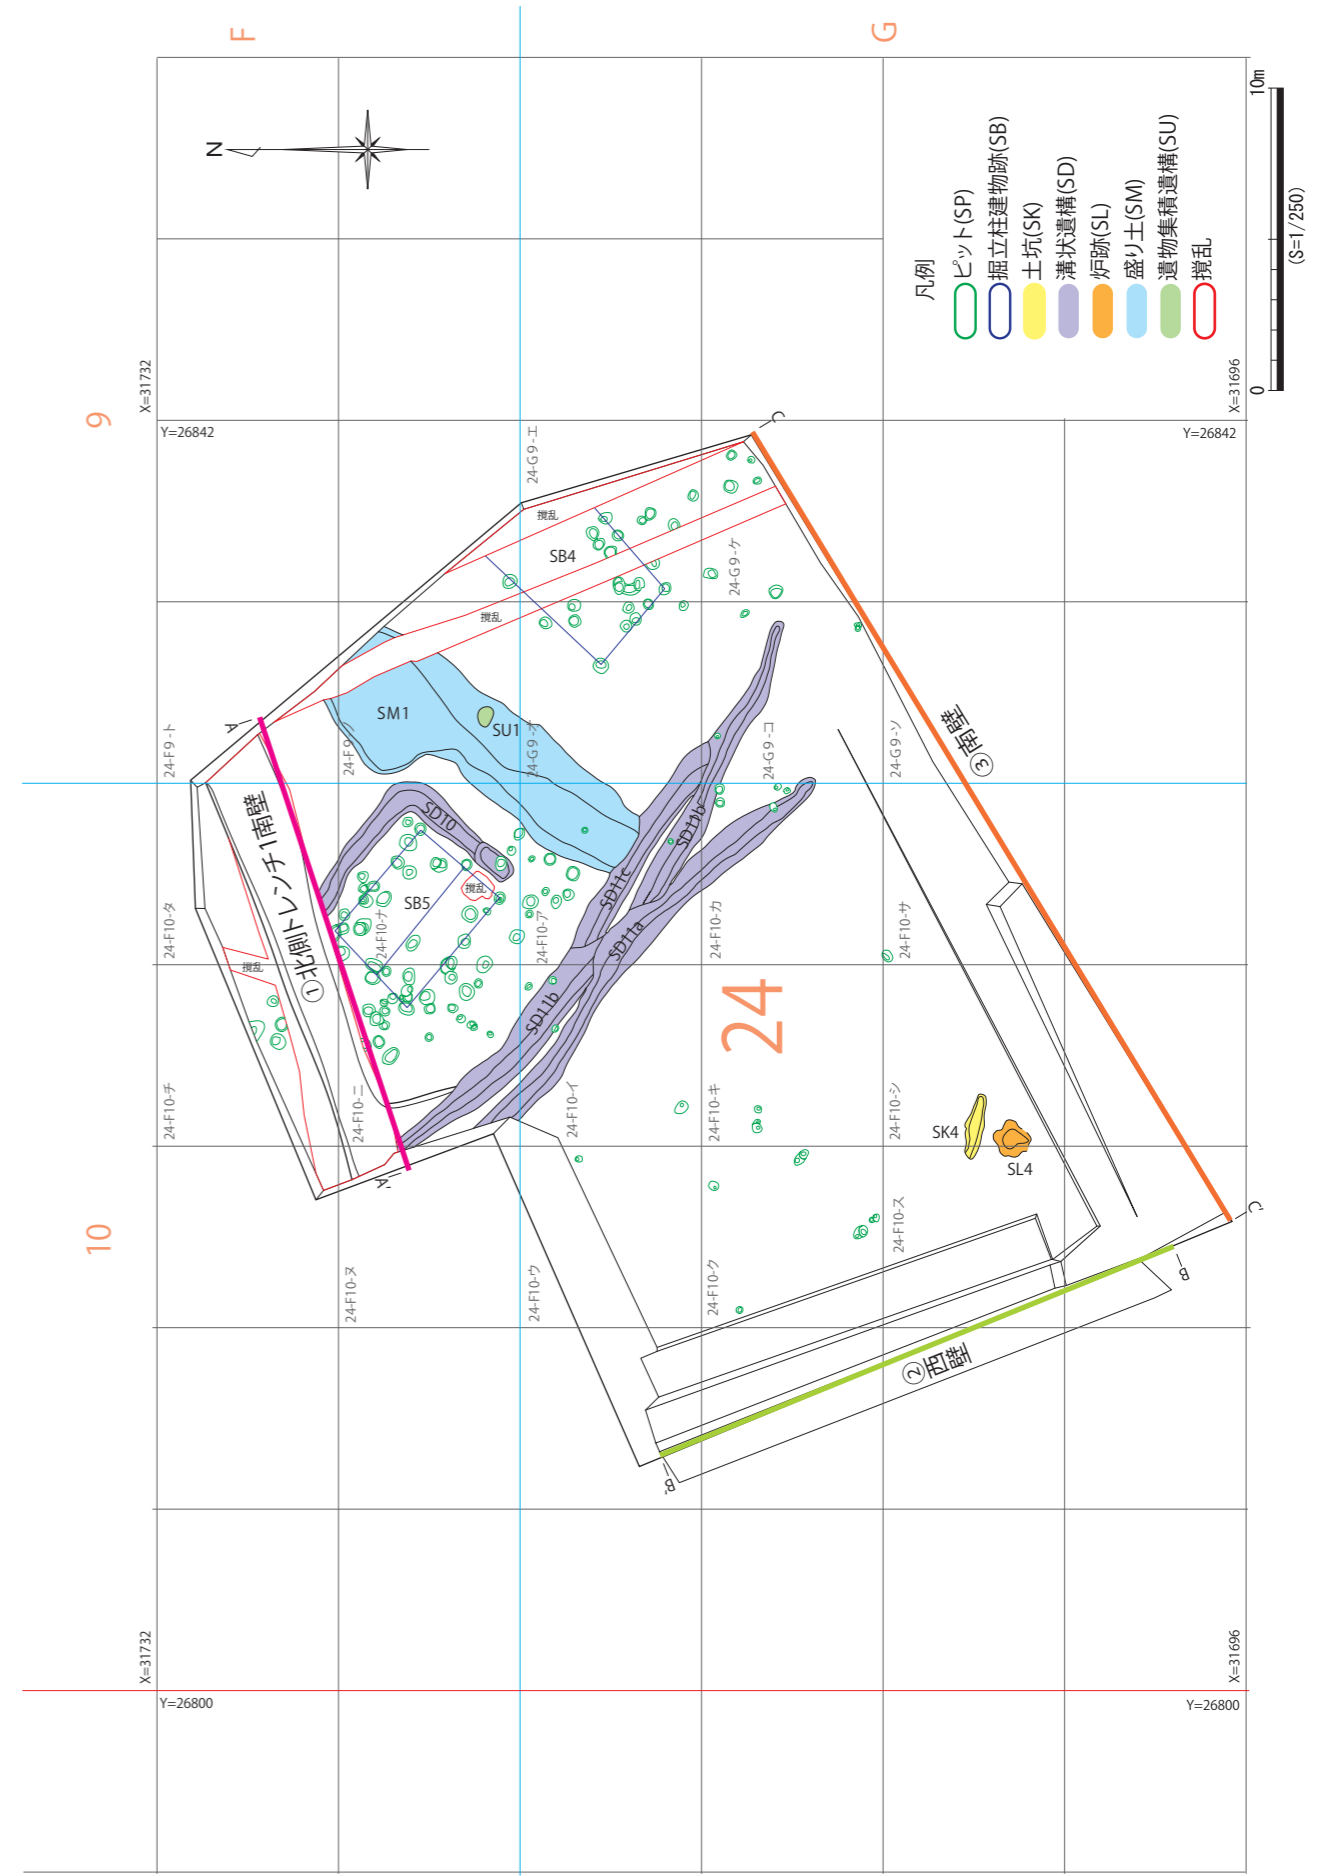 F
G
9
10
24
N
X=31732
Y=26842
X=31696
Y=26842
X=31732
Y=26800
X=31696
Y=26800
凡例
ピット(SP)
掘立柱建物跡(SB)
土坑(SK)
溝状遺構(SD)
炉跡(SL)
盛り土(SM)
遺物集積遺構(SU)
撹乱
0
10m
(S=1/250)
24-F9-ト
24-G9-エ
24-G9-ケ
24-G9-オ
24-G9-コ
24-G9-ソ
24-F10-タ
24-F10-ナ
24-F10-ア
24-F10-カ
24-F10-サ
24-F10-チ
24-F10-ニ
24-F10-イ
24-F10-キ
24-F10-シ
24-F10-ヌ
24-F10-ウ
24-F10-ク
24-F10-ス
撹乱
SB4
撹乱
SM1
SU1
SD10
SB5
撹乱
撹乱
SD11c
SD11b
SD11a
SD11b
SK4
SL4
①北側トレンチ1南壁
②西壁
③南壁
A
A'
B
B'
C
C'